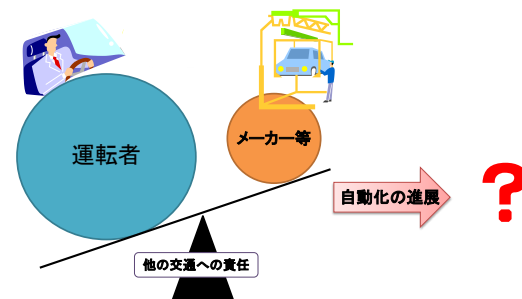 運転者
メーカー等
自動化の進展
？
他の交通への責任